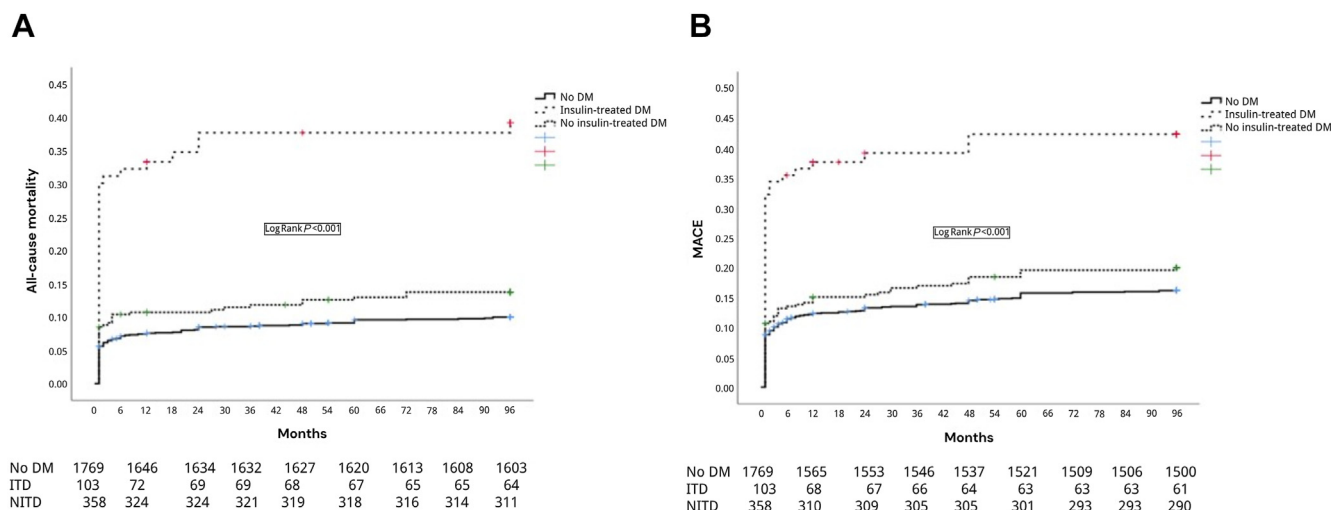 A
All-cause mortality
0.45
0.40
0.35
0.30
0.25
0.20
0.15
0.10
0.05
0.00
No DM
Insulin-treated DM
No insulin-treated DM
Log Rank P <0.001
0 6 12 18 24 30 36 42 48 54 60 66 72 78 84 90 96
Months
No DM 1769 1646 1634 1632 1627 1620 1613 1608 1603
ITD 103 72 69 69 68 67 65 65 64
NITD 358 324 324 321 319 318 316 314 311
B
MACE
0.50
0.45
0.40
0.35
0.30
0.25
0.20
0.15
0.10
0.05
0.00
No DM
Insulin-treated DM
No insulin-treated DM
Log Rank P <0.001
0 6 12 18 24 30 36 42 48 54 60 66 72 78 84 90 96
Months
No DM 1769 1565 1553 1546 1537 1521 1509 1506 1500
ITD 103 68 67 66 64 63 63 63 61
NITD 358 310 309 305 305 301 293 293 290